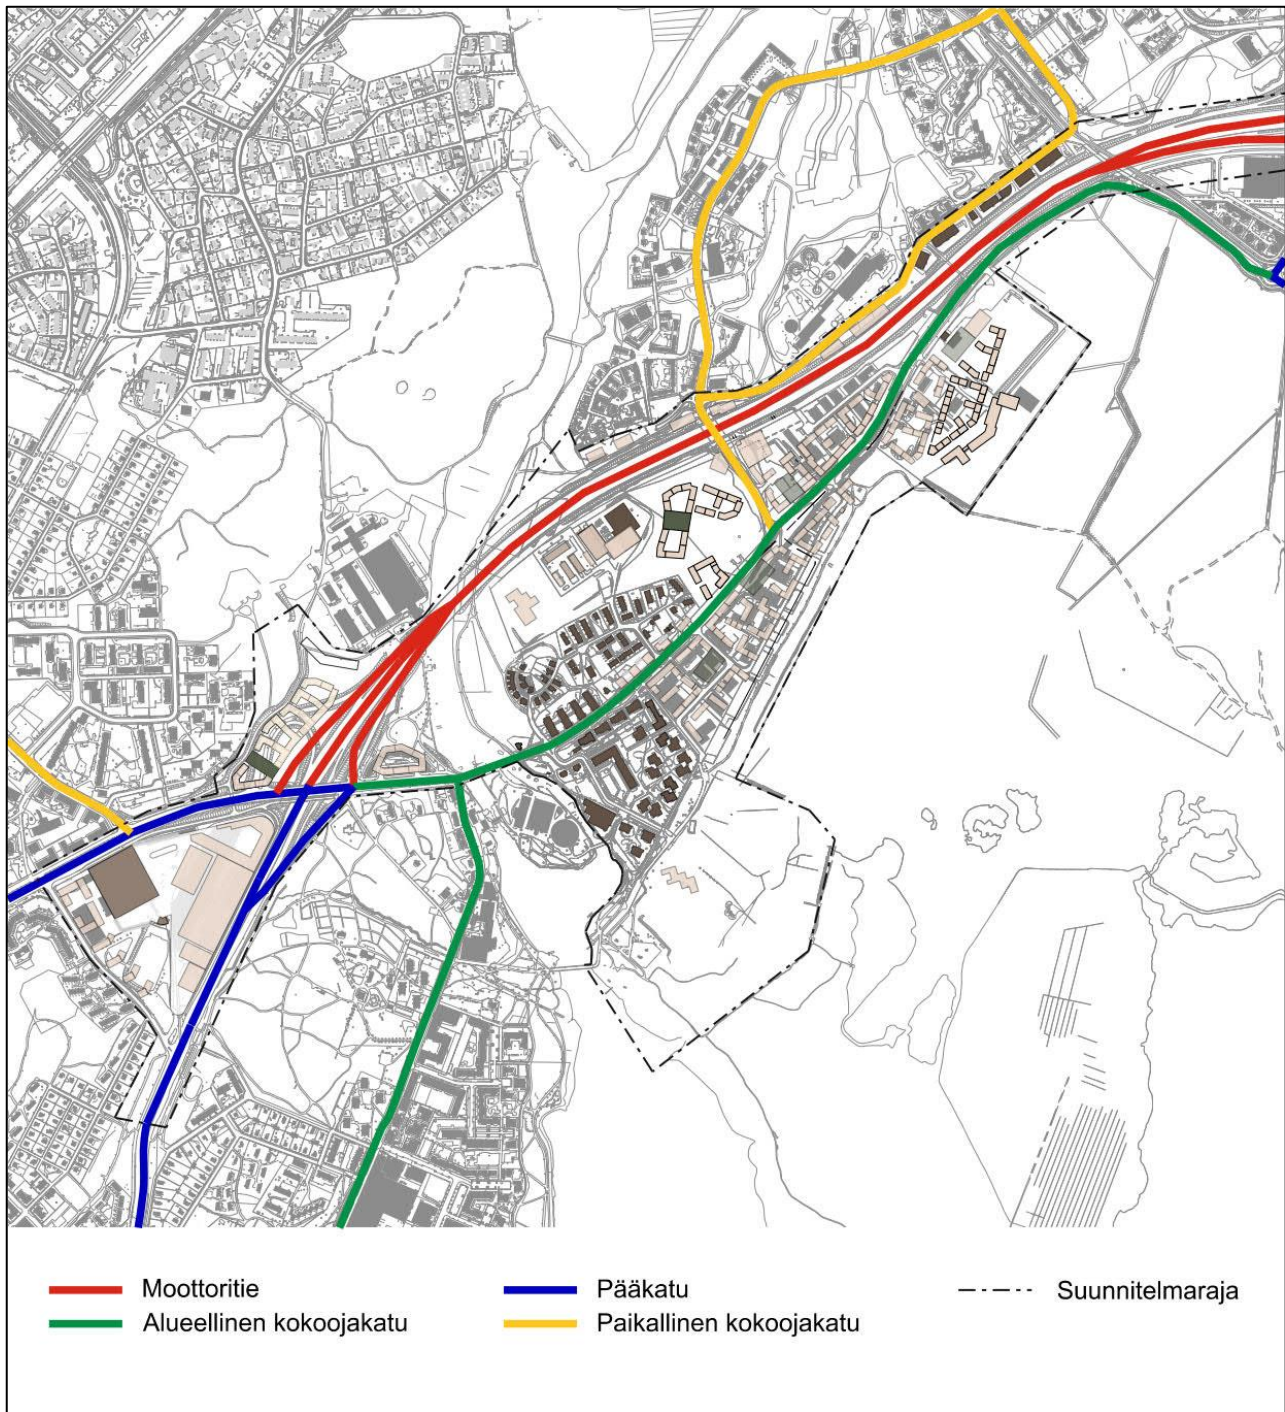 Moottoritie
Alueellinen kokoojakatu
Pääkatu
Paikallinen kokoojakatu
Suunnitelmaraja